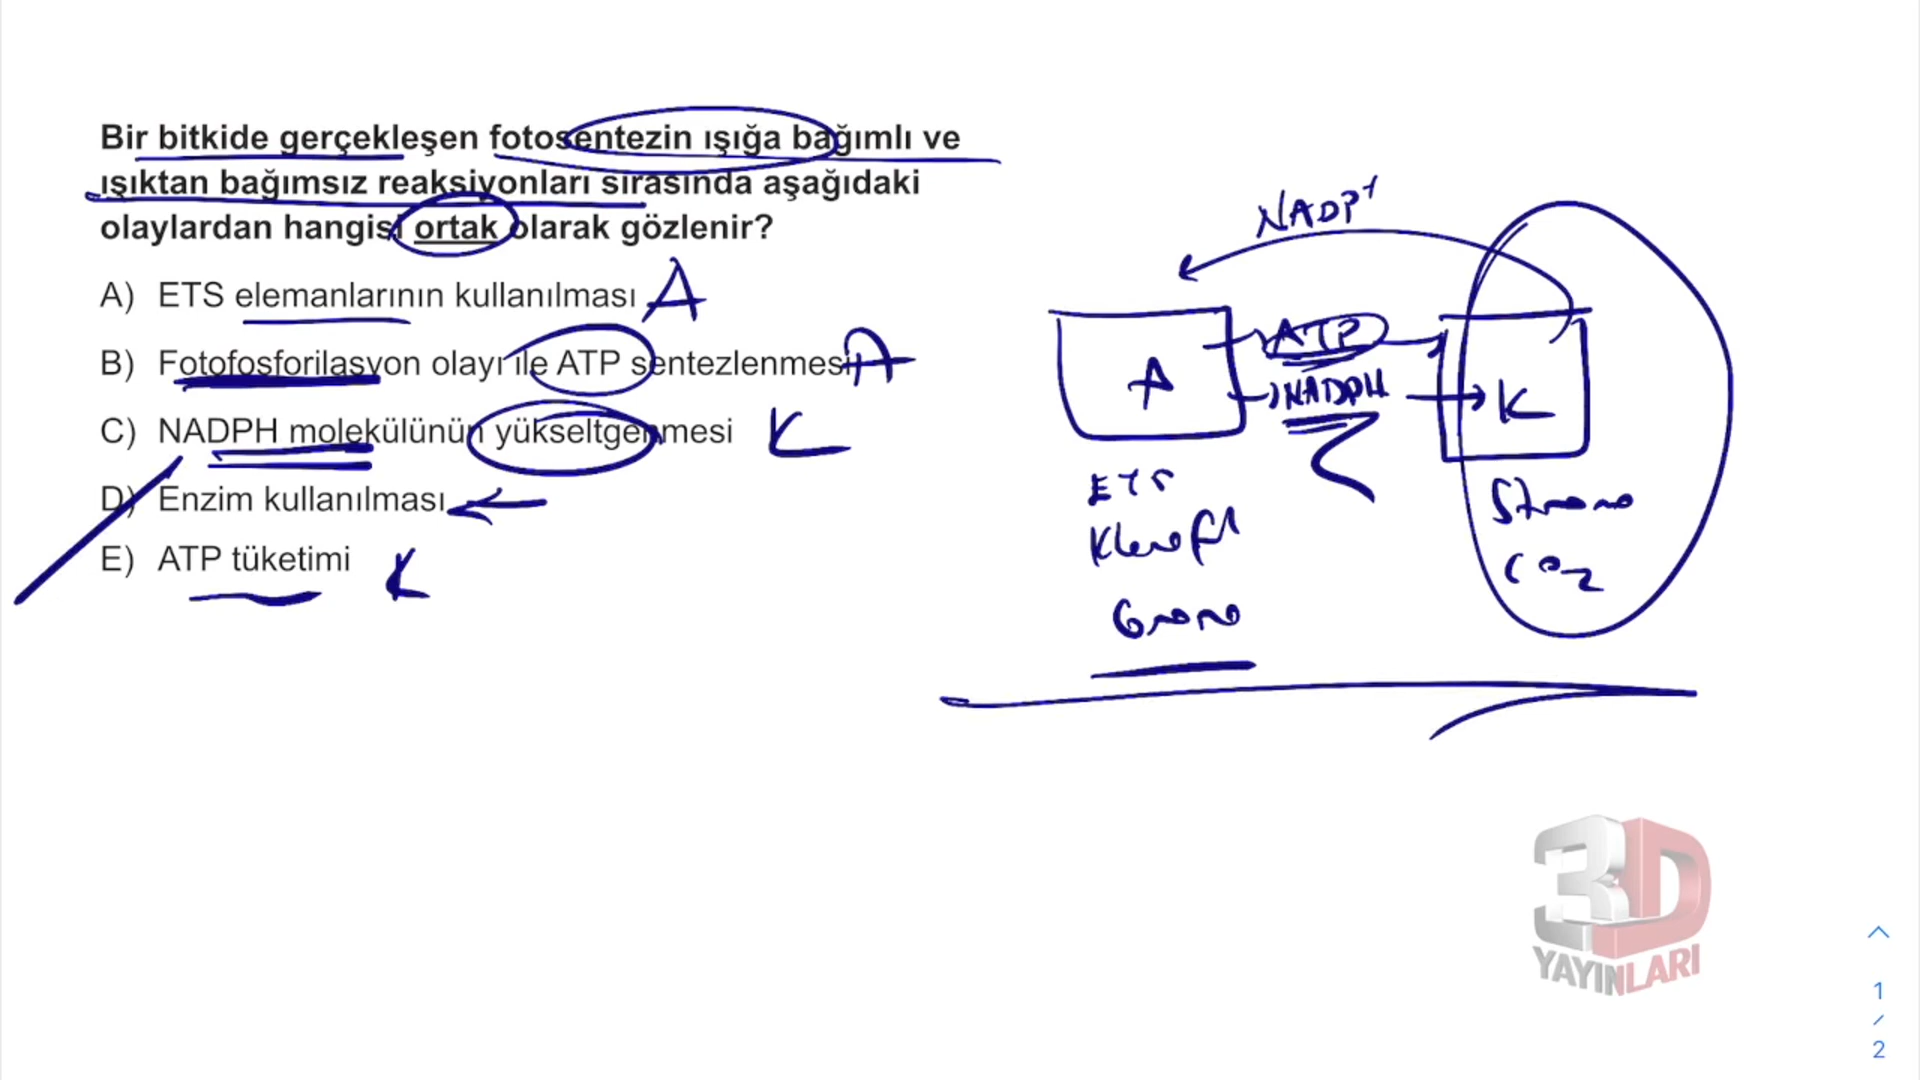 Bir bitkide gerçekleşen fotosentezin ışığa bağımlı ve
ışıktan bağımsız reaksiyonları sırasında aşağıdaki
olaylardan hangisi ortak olarak gözlenir?
A) ETS elemanlarının kullanılması A
B) Fotofosforilasyon olayı ile ATP sentezlenmesi A
C) NADPH molekülünün yükseltgenmesi K
D) Enzim kullanılması
E) ATP tüketimi K
NADP+
ATP
A
NADPH
K
ETS
Klorofil
Grana
Stroma
CO2
3D
YAYINLARI
1
/
2